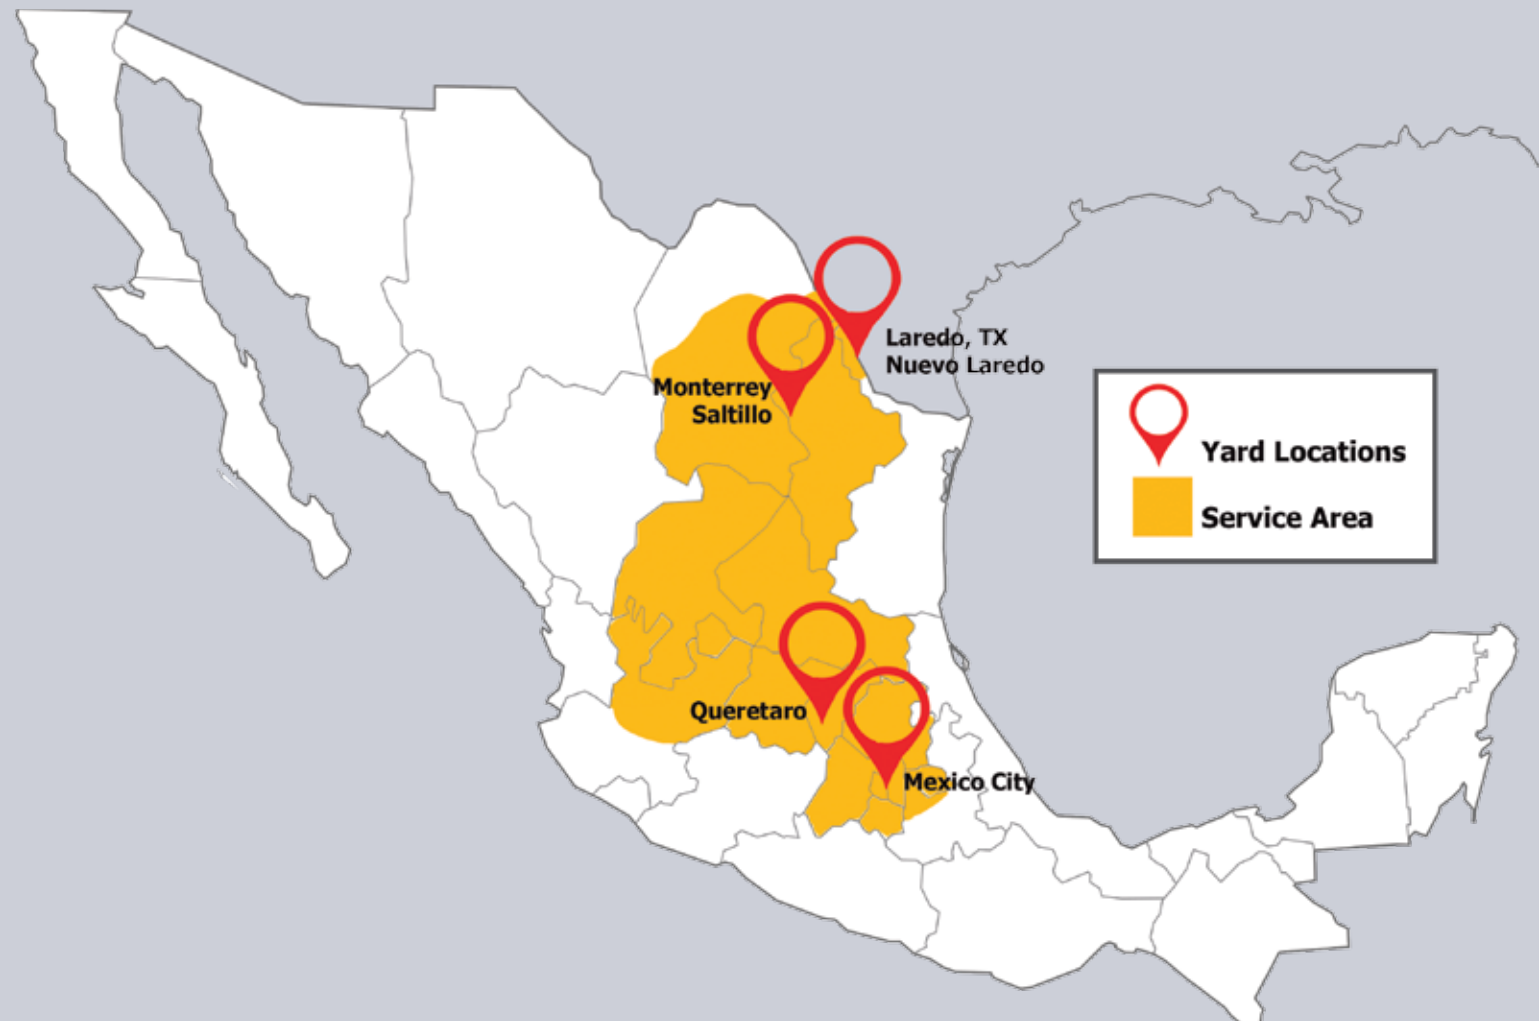 Laredo, TX
Nuevo Laredo
Monterrey
Saltillo
Yard Locations
Service Area
Queretaro
Mexico City